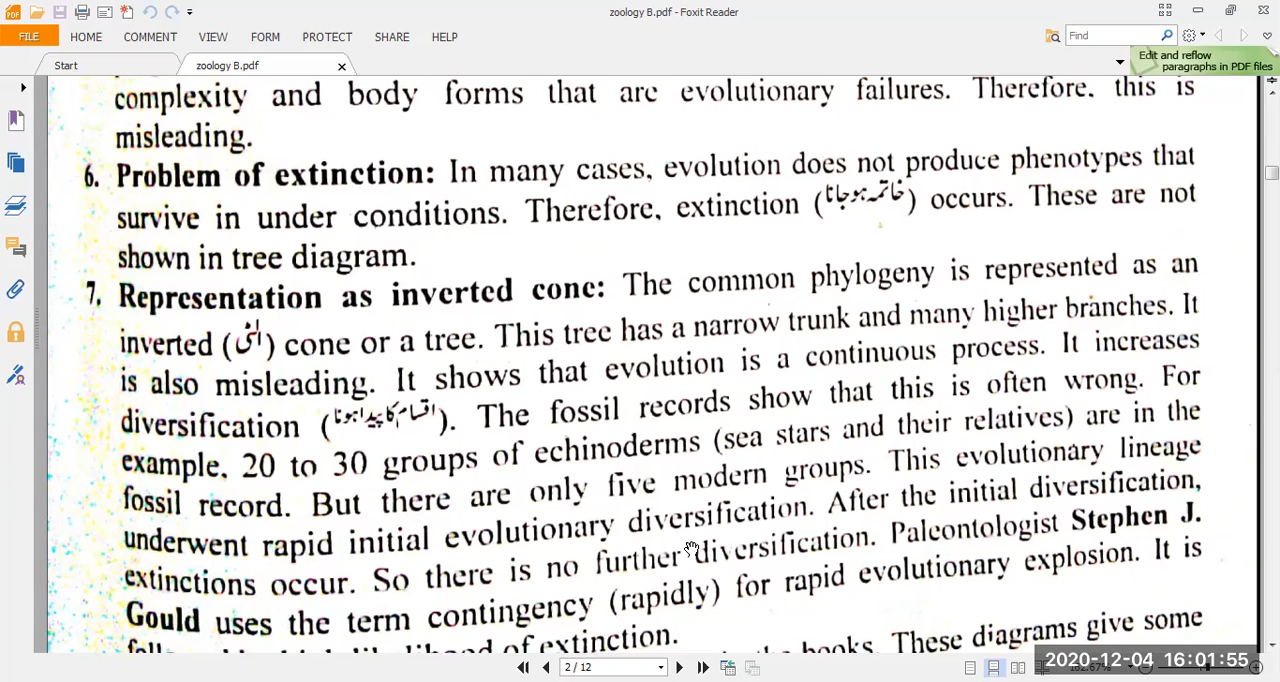 zoology B.pdf - Foxit Reader
FILE HOME COMMENT VIEW FORM PROTECT SHARE HELP
Find
Start
zoology B.pdf
Edit and reflow
paragraphs in PDF files
complexity and body forms that are evolutionary failures. Therefore, this is
misleading.
6. Problem of extinction: In many cases, evolution does not produce phenotypes that
survive in under conditions. Therefore, extinction (خاتمہ ہو جانا) occurs. These are not
shown in tree diagram.
7. Representation as inverted cone: The common phylogeny is represented as an
inverted (الٹی) cone or a tree. This tree has a narrow trunk and many higher branches. It
is also misleading. It shows that evolution is a continuous process. It increases
diversification (اقسام کا پیدا ہونا). The fossil records show that this is often wrong. For
example, 20 to 30 groups of echinoderms (sea stars and their relatives) are in the
fossil record. But there are only five modern groups. This evolutionary lineage
underwent rapid initial evolutionary diversification. After the initial diversification,
extinctions occur. So there is no further diversification. Paleontologist Stephen J.
Gould uses the term contingency (rapidly) for rapid evolutionary explosion. It is
of extinction.
the books. These diagrams give some
2 / 12
2020-12-04 16:01:55